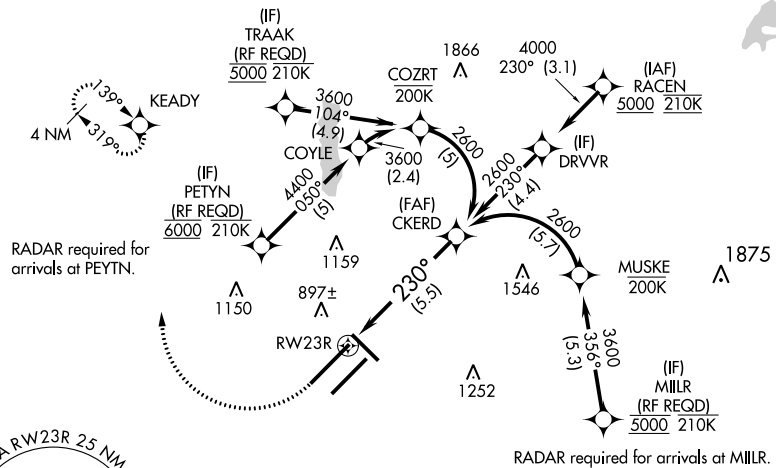 (IF)
TRAAK
(RF REQD)
5000 210K
COZRT
200K
1866
4000
230° (3.1)
(IAF)
RACEN
5000 210K
139°
319°
4 NM
KEADY
3600
104°
(4.9)
COYLE
3600
(2.4)
2600
(5)
(IF)
DRVVR
2600
230°
(4.4)
(IF)
PETYN
(RF REQD)
6000 210K
4400
050°
(5)
(FAF)
CKERD
2600
(5.7)
RADAR required for
arrivals at PEYTN.
1159
1150
897±
230°
(5.5)
1546
MUSKE
200K
1875
RW23R
1252
3600
356°
(5.3)
(IF)
MIILR
(RF REQD)
5000 210K
RADAR required for arrivals at MIILR.
A RW23R 25 NM